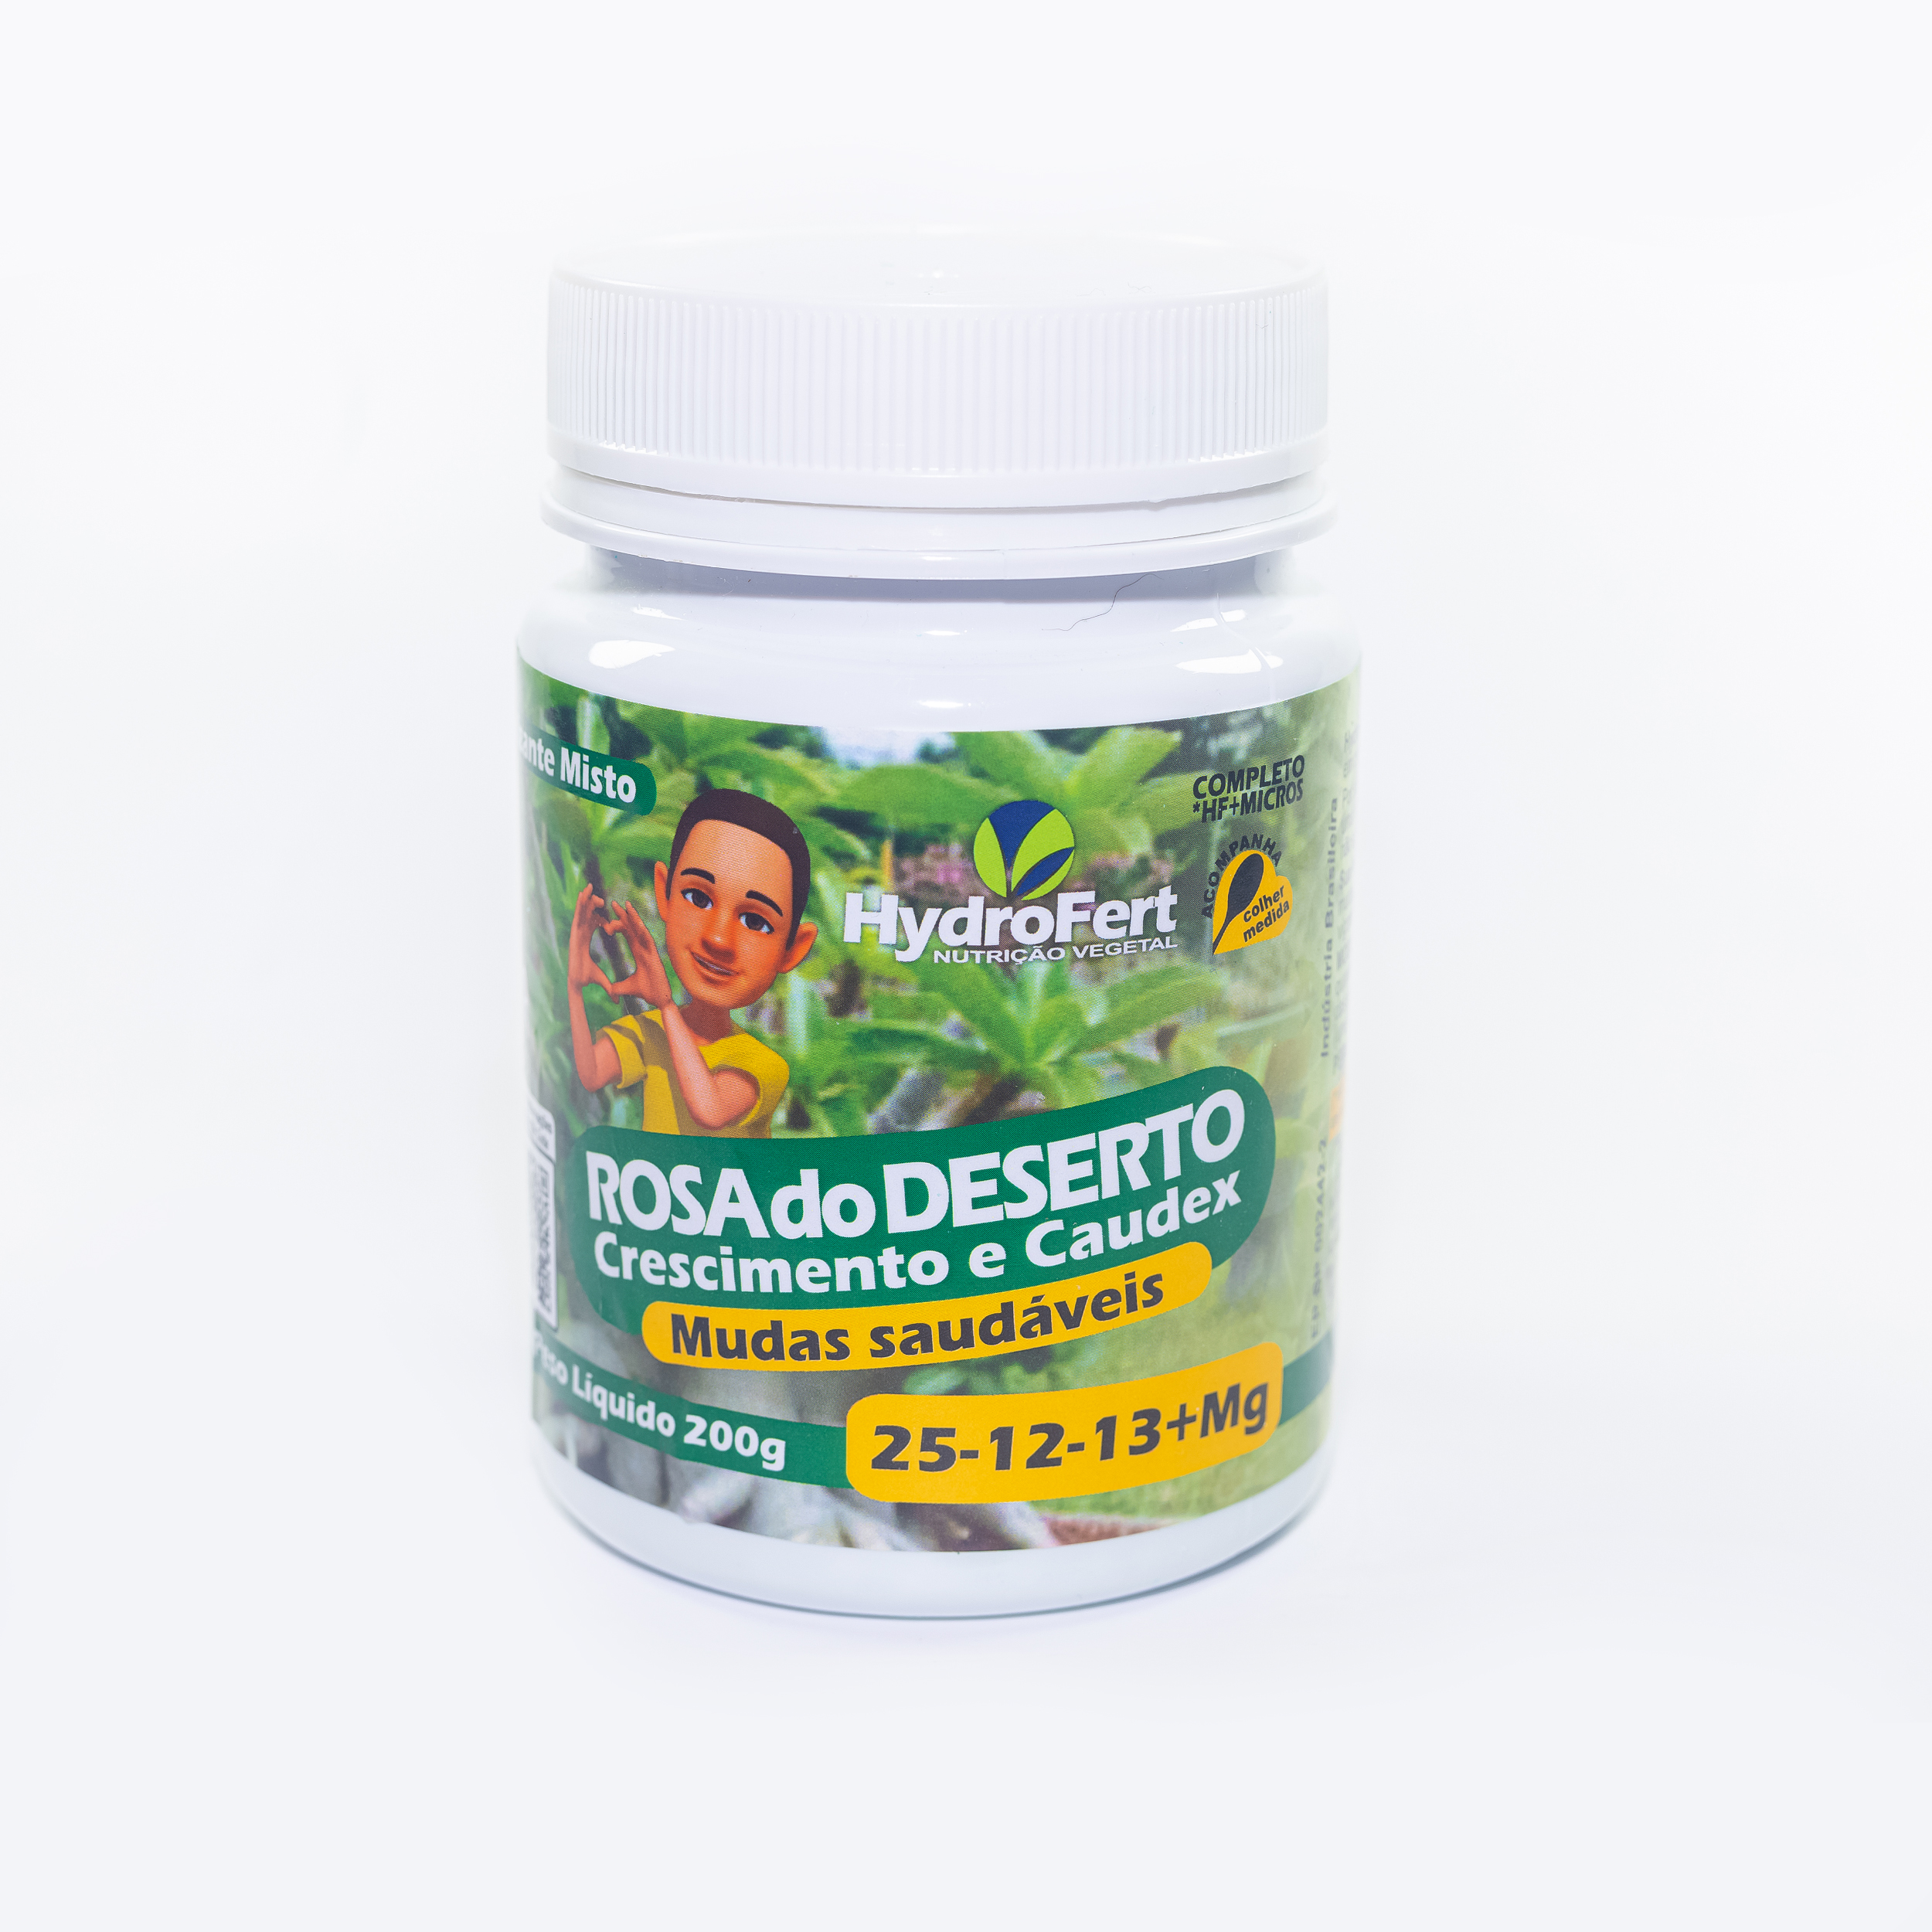 Misto
COMPLETO
*HF+MICROS
ACOMPANHA
colher
medida
HydroFert
NUTRIÇÃO VEGETAL
Indústria Brasileira
ROSA do DESERTO
Crescimento e Caudex
Mudas saudáveis
Líquido 200g
25-12-13+Mg